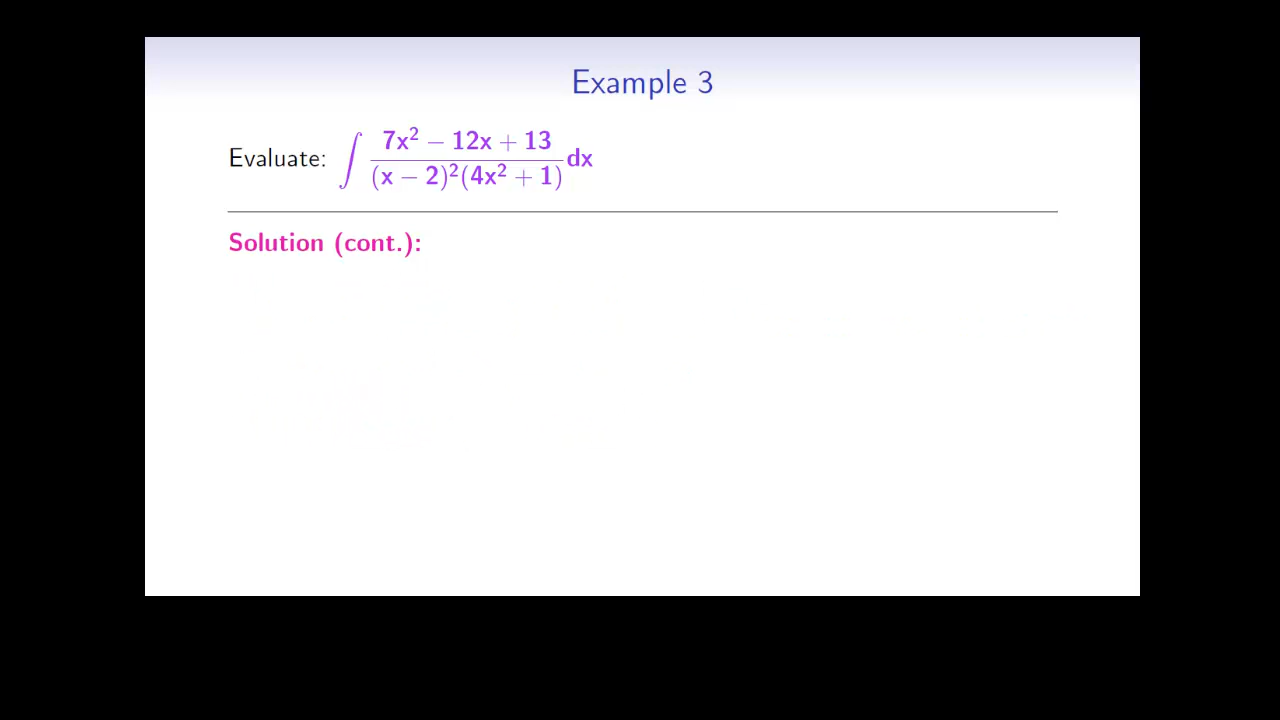 Example 3
Evaluate: ∫ 7x² − 12x + 13 / (x − 2)²(4x² + 1) dx
Solution (cont.):